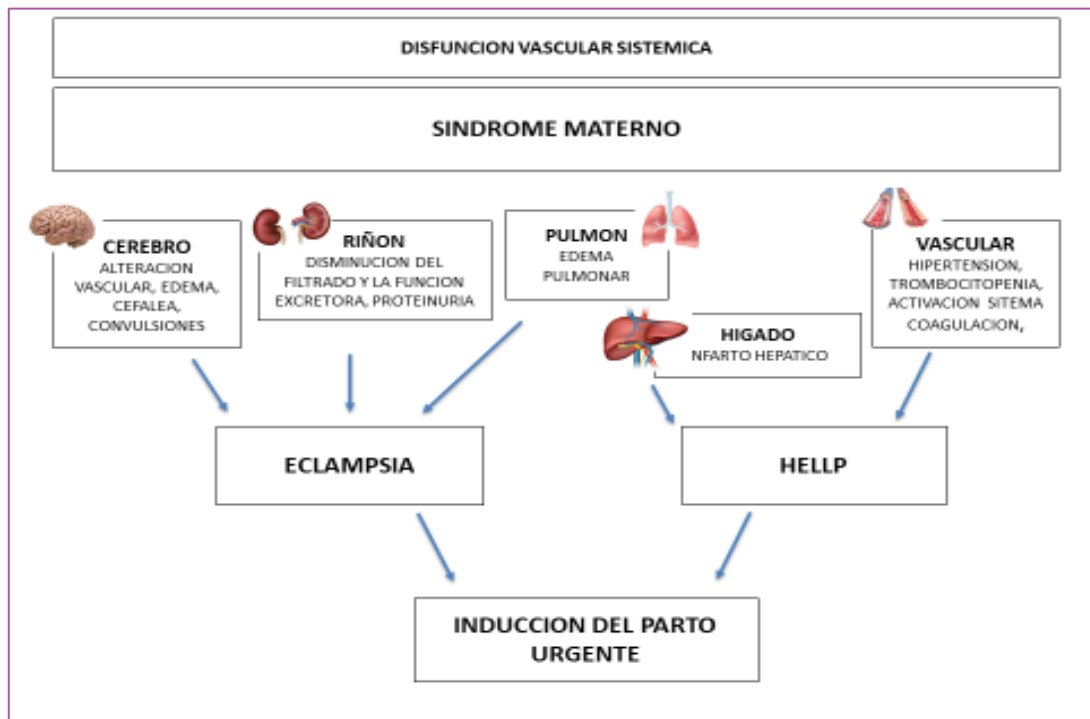 DISFUNCION VASCULAR SISTEMICA
SINDROME MATERNO
CEREBRO
ALTERACION
VASCULAR, EDEMA,
CEFALEA,
CONVULSIONES
RIÑON
DISMINUCION DEL
FILTRADO Y LA FUNCION
EXCRETORA, PROTEINURIA
PULMON
EDEMA
PULMONAR
HIGADO
NFARTO HEPATICO
VASCULAR
HIPERTENSION,
TROMBOCITOPENIA,
ACTIVACION SITEMA
COAGULACION,
ECLAMPSIA
HELLP
INDUCCION DEL PARTO
URGENTE